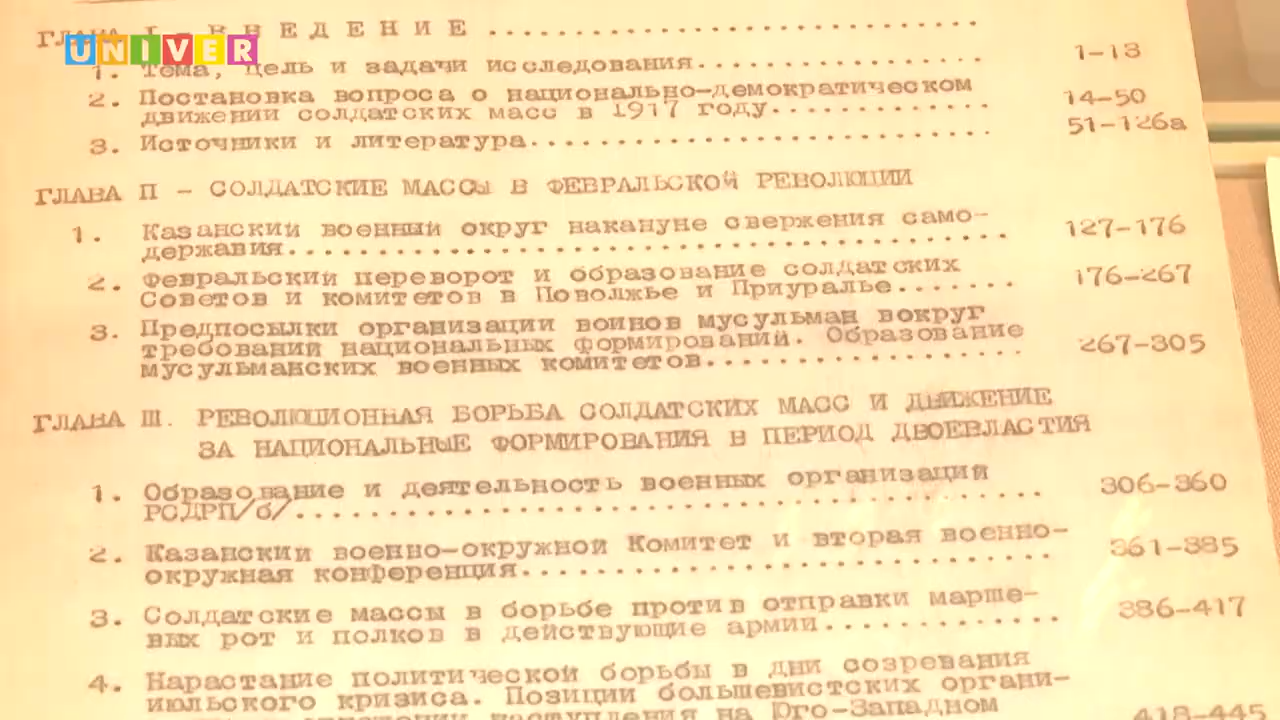 UNIVER
ГЛАВА I. ВВЕДЕНИЕ ..............................
1. Тема, цель и задачи исследования.................. 1-13
2. Постановка вопроса о национально-демократическом
движении солдатских масс в 1917 году.............. 14-50
3. Источники и литература............................ 51-126а
ГЛАВА П - СОЛДАТСКИЕ МАССЫ В ФЕВРАЛЬСКОЙ РЕВОЛЮЦИИ
1. Казанский военный округ накануне свержения само-
державия............................................. 127-176
2. Февральский переворот и образование солдатских
Советов и комитетов в Поволжье и Приуралье....... 176-267
3. Предпосылки организации воинов мусульман вокруг
требований национальных формирований. Образование
мусульманских военных комитетов................... 267-305
ГЛАВА Ш. РЕВОЛЮЦИОННАЯ БОРЬБА СОЛДАТСКИХ МАСС И ДВИЖЕНИЕ
ЗА НАЦИОНАЛЬНЫЕ ФОРМИРОВАНИЯ В ПЕРИОД ДВОЕВЛАСТИЯ
1. Образование и деятельность военных организаций
РСДРП/б/............................................. 306-360
2. Казанский военно-окружной Комитет и вторая военно-
окружная конференция................................. 361-385
3. Солдатские массы в борьбе против отправки марше-
вых рот и полков в действующие армии.............. 386-417
4. Нарастание политической борьбы в дни созревания
июльского кризиса. Позиции большевистских органи-
наступления на Юго-Западном 418-445